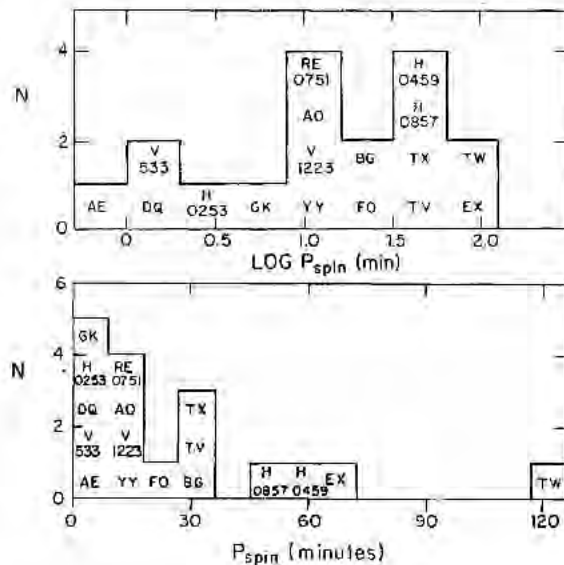 4
RE H
0751 0459
N
AO H
0857
2
V V BG TX TW
533 1223
AE DQ H GK YY FO TV EX
0253
0
0 0.5 1.0 1.5 2.0
LOG Pspin (min)
6
N
GK
4
H RE
0253 0751
DQ AO TX
2
V V TV
533 1223
H H EX
AE YY FO BG 0857 0459 TW
0
0 30 60 90 120
Pspin (minutes)